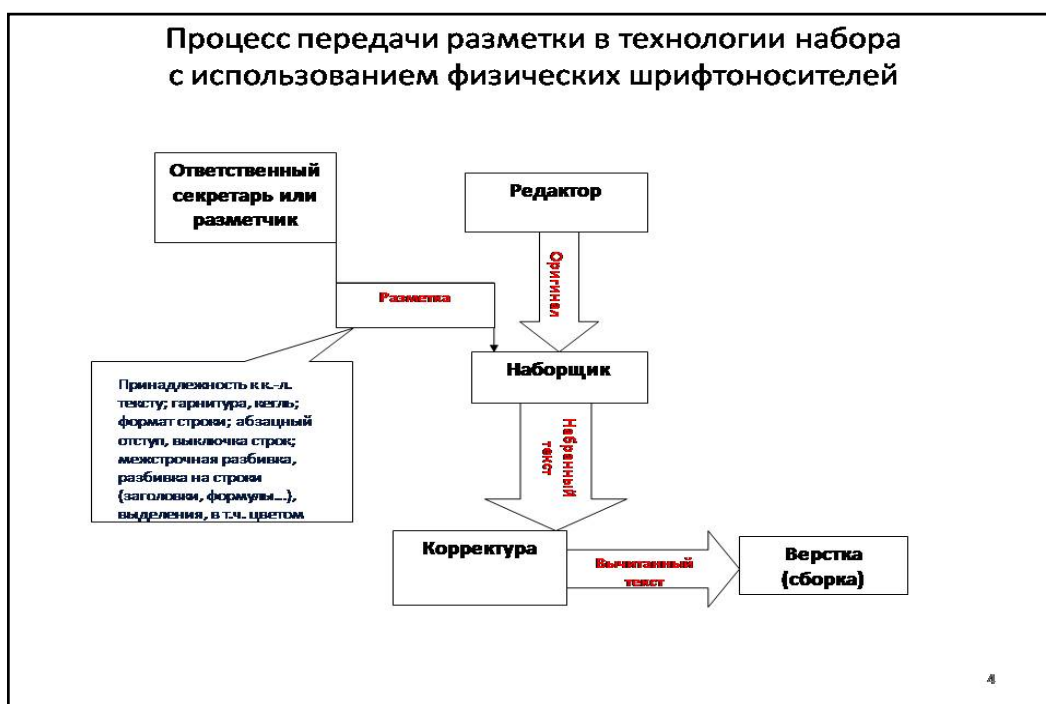 Процесс передачи разметки в технологии набора
с использованием физических шрифтоносителей
Ответственный
секретарь или
разметчик
Редактор
Оригинал
Разметка
Наборщик
Принадлежность к к.-л.
тексту; гарнитура, кегль;
формат строки; абзацный
отступ, выключка строк;
межстрочная разбивка,
разбивка на строки
(заголовки, формулы...),
выделения, в т.ч. цветом
Набранный
текст
Корректура
Вычитанный
текст
Верстка
(сборка)
4